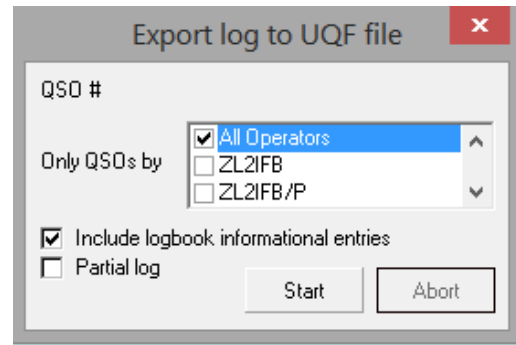 Export log to UQF file
x
QSO #
Only QSOs by
All Operators
ZL2IFB
ZL2IFB/P
Include logbook informational entries
Partial log
Start
Abort